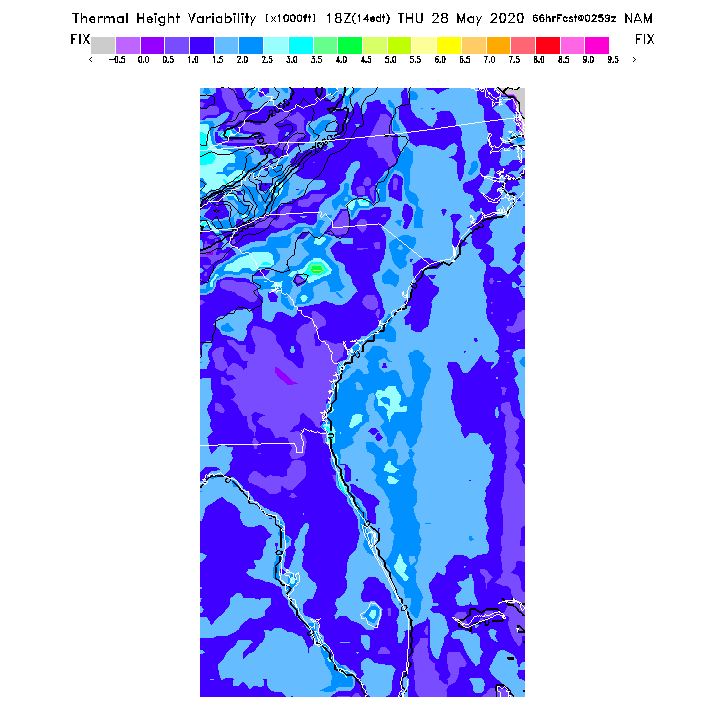 Thermal Height Variability [x1000ft] 18Z(14edt) THU 28 May 2020 66hrFcst@0259z NAM
FIX FIX
< -0.5 0.0 0.5 1.0 1.5 2.0 2.5 3.0 3.5 4.0 4.5 5.0 5.5 6.0 6.5 7.0 7.5 8.0 8.5 9.0 9.5 >